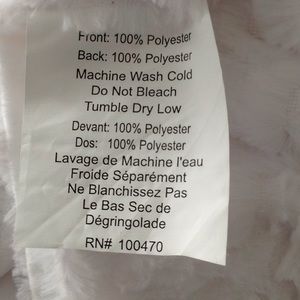 Front: 100% Polyester
Back: 100% Polyester
Machine Wash Cold
Do Not Bleach
Tumble Dry Low
Devant: 100% Polyester
Dos: 100% Polyester
Lavage de Machine l'eau
Froide Séparément
Ne Blanchissez Pas
Le Bas Sec de
Dégringolade
RN# 100470